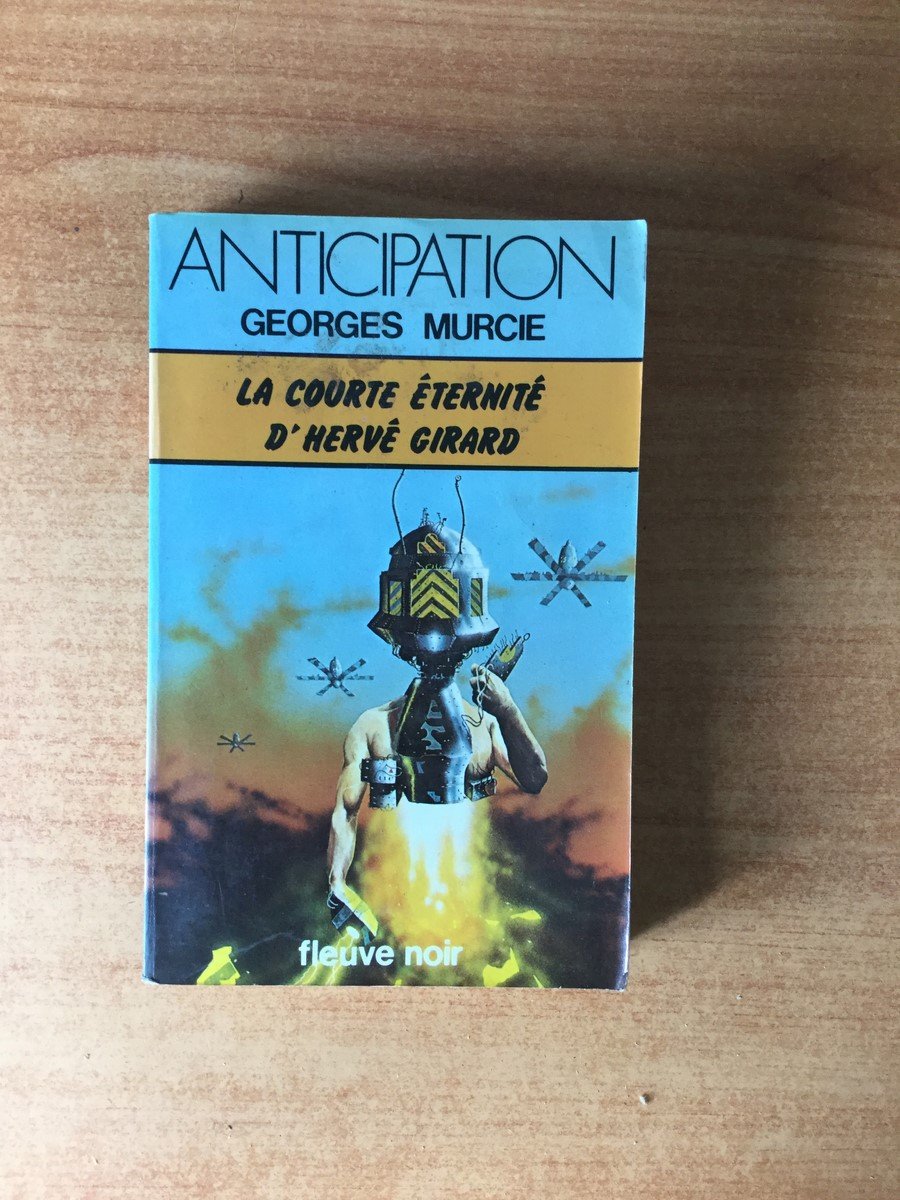 ANTICIPATION
GEORGES MURCIE
LA COURTE ÉTERNITÉ
D'HERVÉ GIRARD
fleuve noir